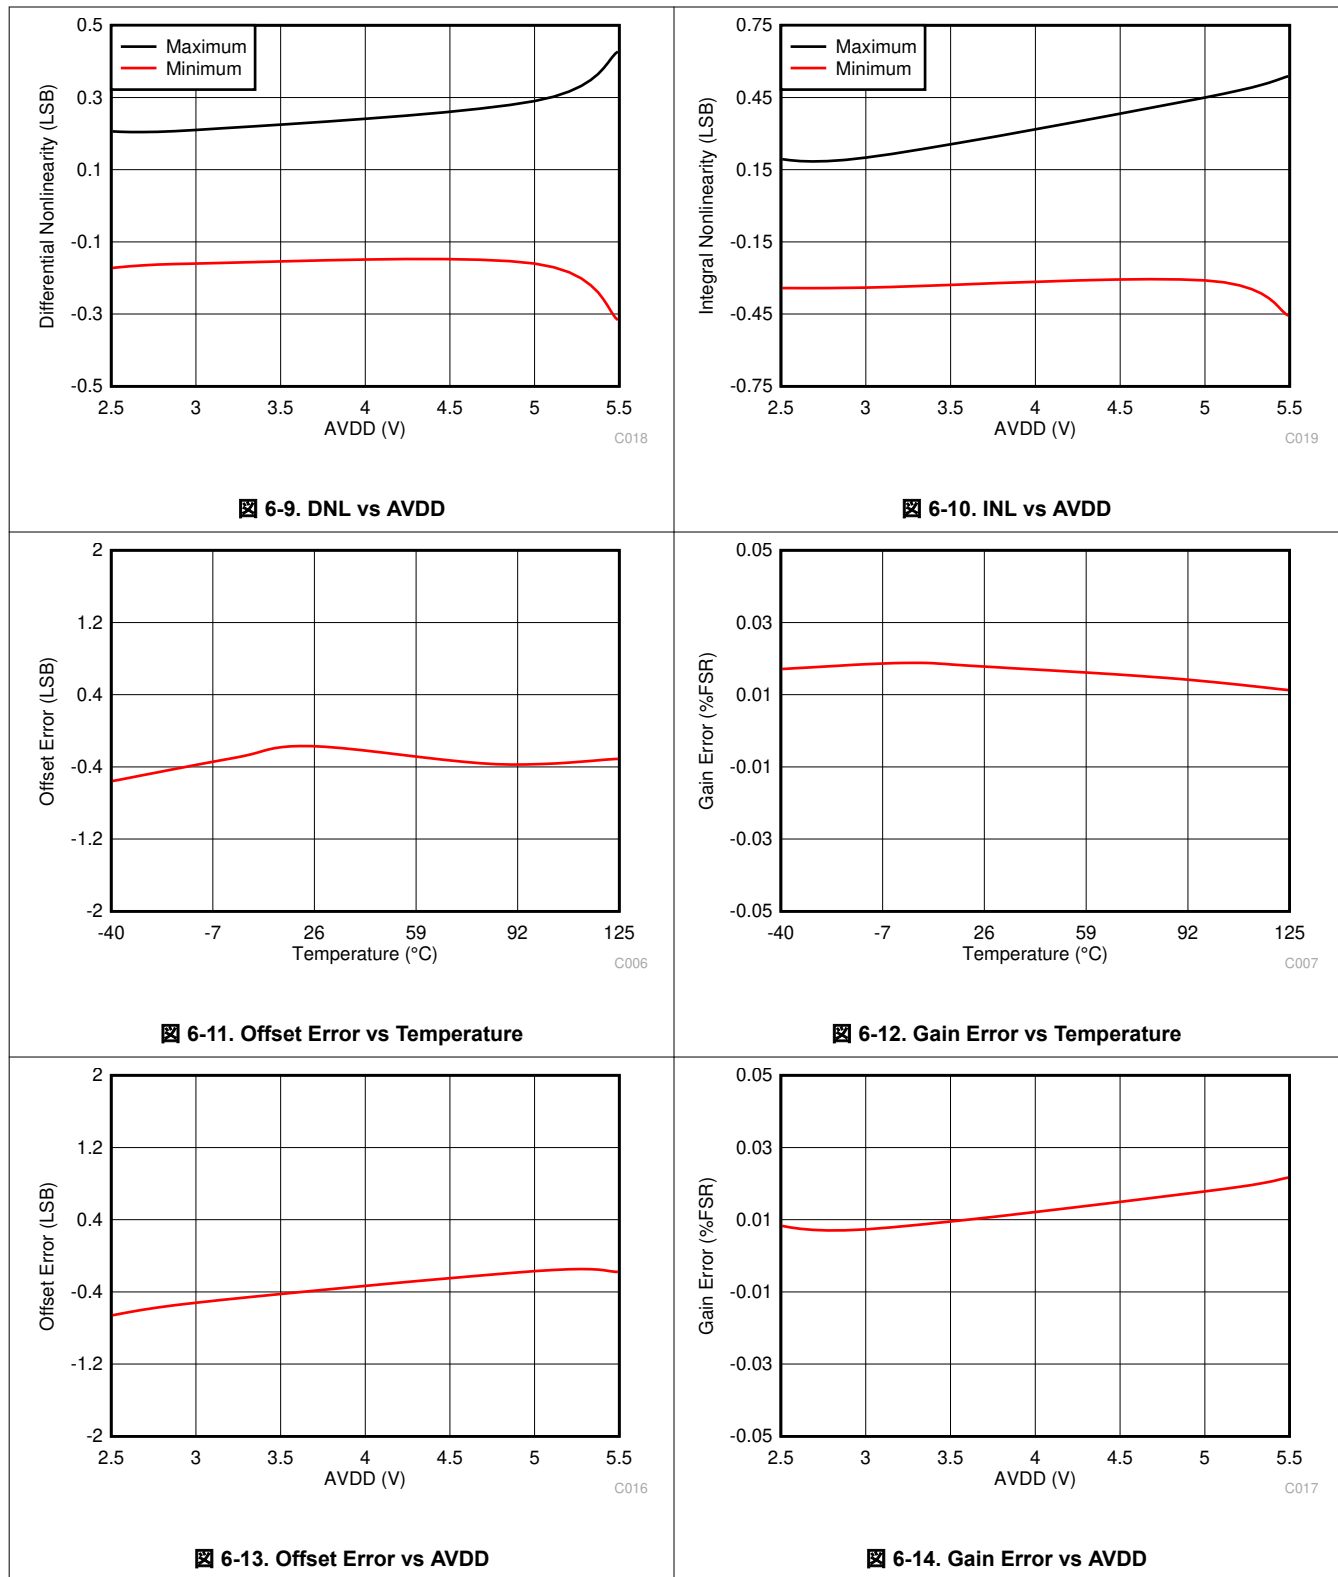 0.5
0.3
0.1
-0.1
-0.3
-0.5
Differential Nonlinearity (LSB)
Maximum
Minimum
2.5 3 3.5 4 4.5 5 5.5
AVDD (V)
C018
図 6-9. DNL vs AVDD
0.75
0.45
0.15
-0.15
-0.45
-0.75
Integral Nonlinearity (LSB)
Maximum
Minimum
2.5 3 3.5 4 4.5 5 5.5
AVDD (V)
C019
図 6-10. INL vs AVDD
2
1.2
0.4
-0.4
-1.2
-2
Offset Error (LSB)
-40 -7 26 59 92 125
Temperature (°C)
C006
図 6-11. Offset Error vs Temperature
0.05
0.03
0.01
-0.01
-0.03
-0.05
Gain Error (%FSR)
-40 -7 26 59 92 125
Temperature (°C)
C007
図 6-12. Gain Error vs Temperature
2
1.2
0.4
-0.4
-1.2
-2
Offset Error (LSB)
2.5 3 3.5 4 4.5 5 5.5
AVDD (V)
C016
図 6-13. Offset Error vs AVDD
0.05
0.03
0.01
-0.01
-0.03
-0.05
Gain Error (%FSR)
2.5 3 3.5 4 4.5 5 5.5
AVDD (V)
C017
図 6-14. Gain Error vs AVDD